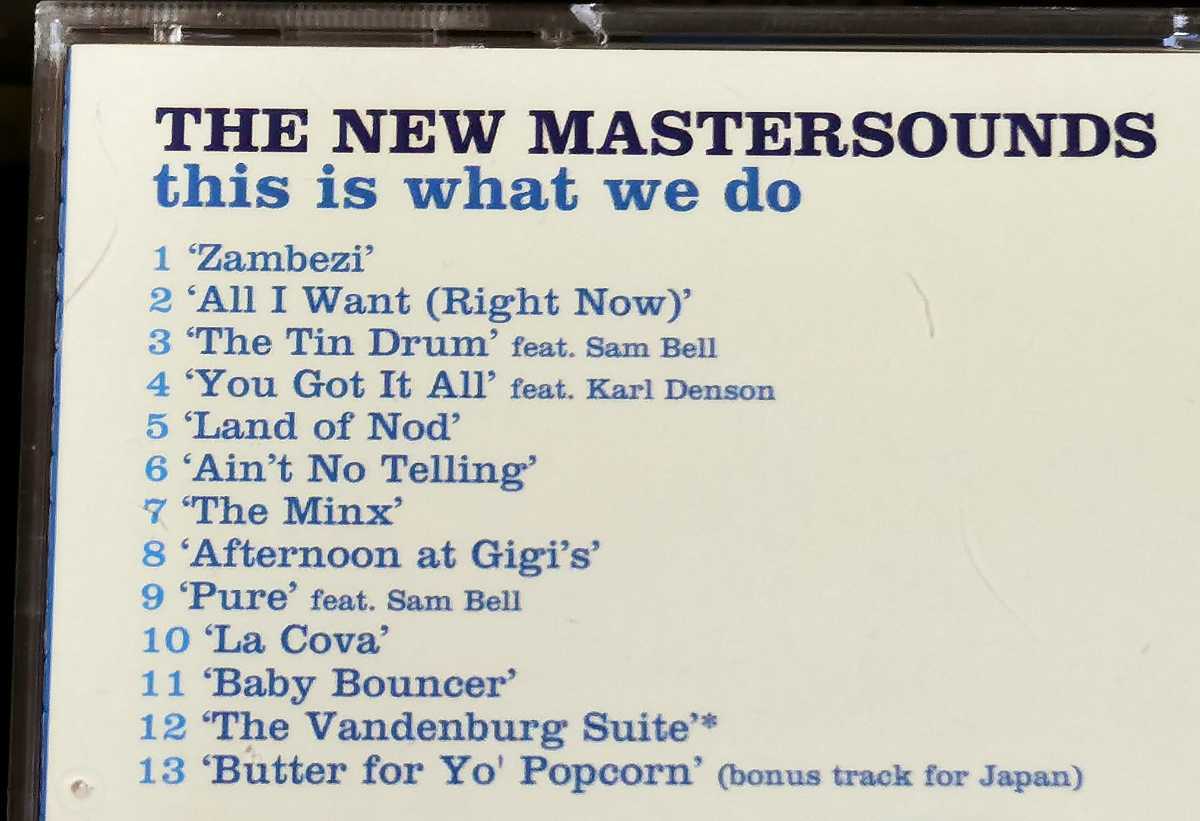 THE NEW MASTERSOUNDS
this is what we do
1 ‘Zambezi’
2 ‘All I Want (Right Now)’
3 ‘The Tin Drum’ feat. Sam Bell
4 ‘You Got It All’ feat. Karl Denson
5 ‘Land of Nod’
6 ‘Ain't No Telling’
7 ‘The Minx’
8 ‘Afternoon at Gigi's’
9 ‘Pure’ feat. Sam Bell
10 ‘La Cova’
11 ‘Baby Bouncer’
12 ‘The Vandenburg Suite’*
13 ‘Butter for Yo' Popcorn’ (bonus track for Japan)